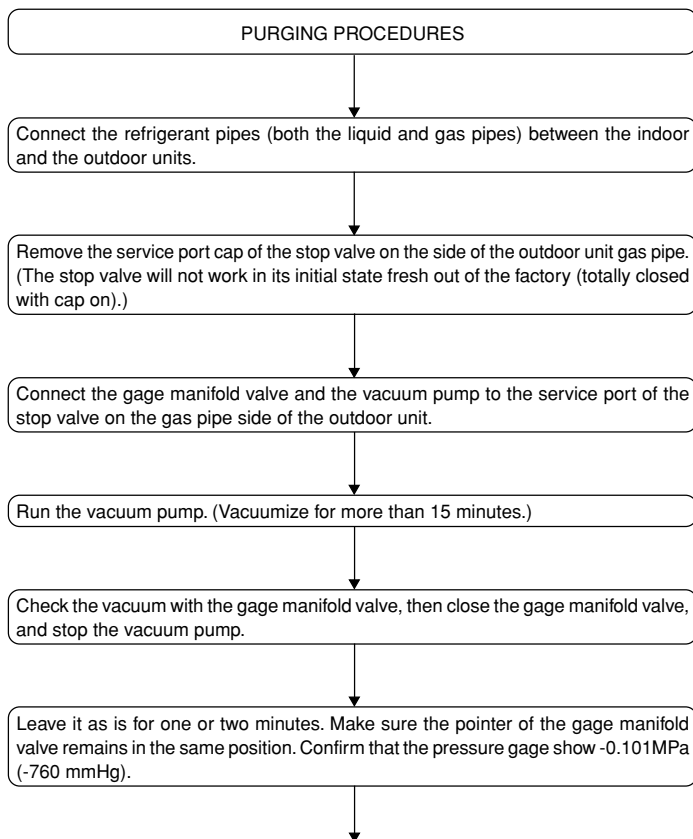 PURGING PROCEDURES
Connect the refrigerant pipes (both the liquid and gas pipes) between the indoor
and the outdoor units.
Remove the service port cap of the stop valve on the side of the outdoor unit gas pipe.
(The stop valve will not work in its initial state fresh out of the factory (totally closed
with cap on).)
Connect the gage manifold valve and the vacuum pump to the service port of the
stop valve on the gas pipe side of the outdoor unit.
Run the vacuum pump. (Vacuumize for more than 15 minutes.)
Check the vacuum with the gage manifold valve, then close the gage manifold valve,
and stop the vacuum pump.
Leave it as is for one or two minutes. Make sure the pointer of the gage manifold
valve remains in the same position. Confirm that the pressure gage show -0.101MPa
(-760 mmHg).